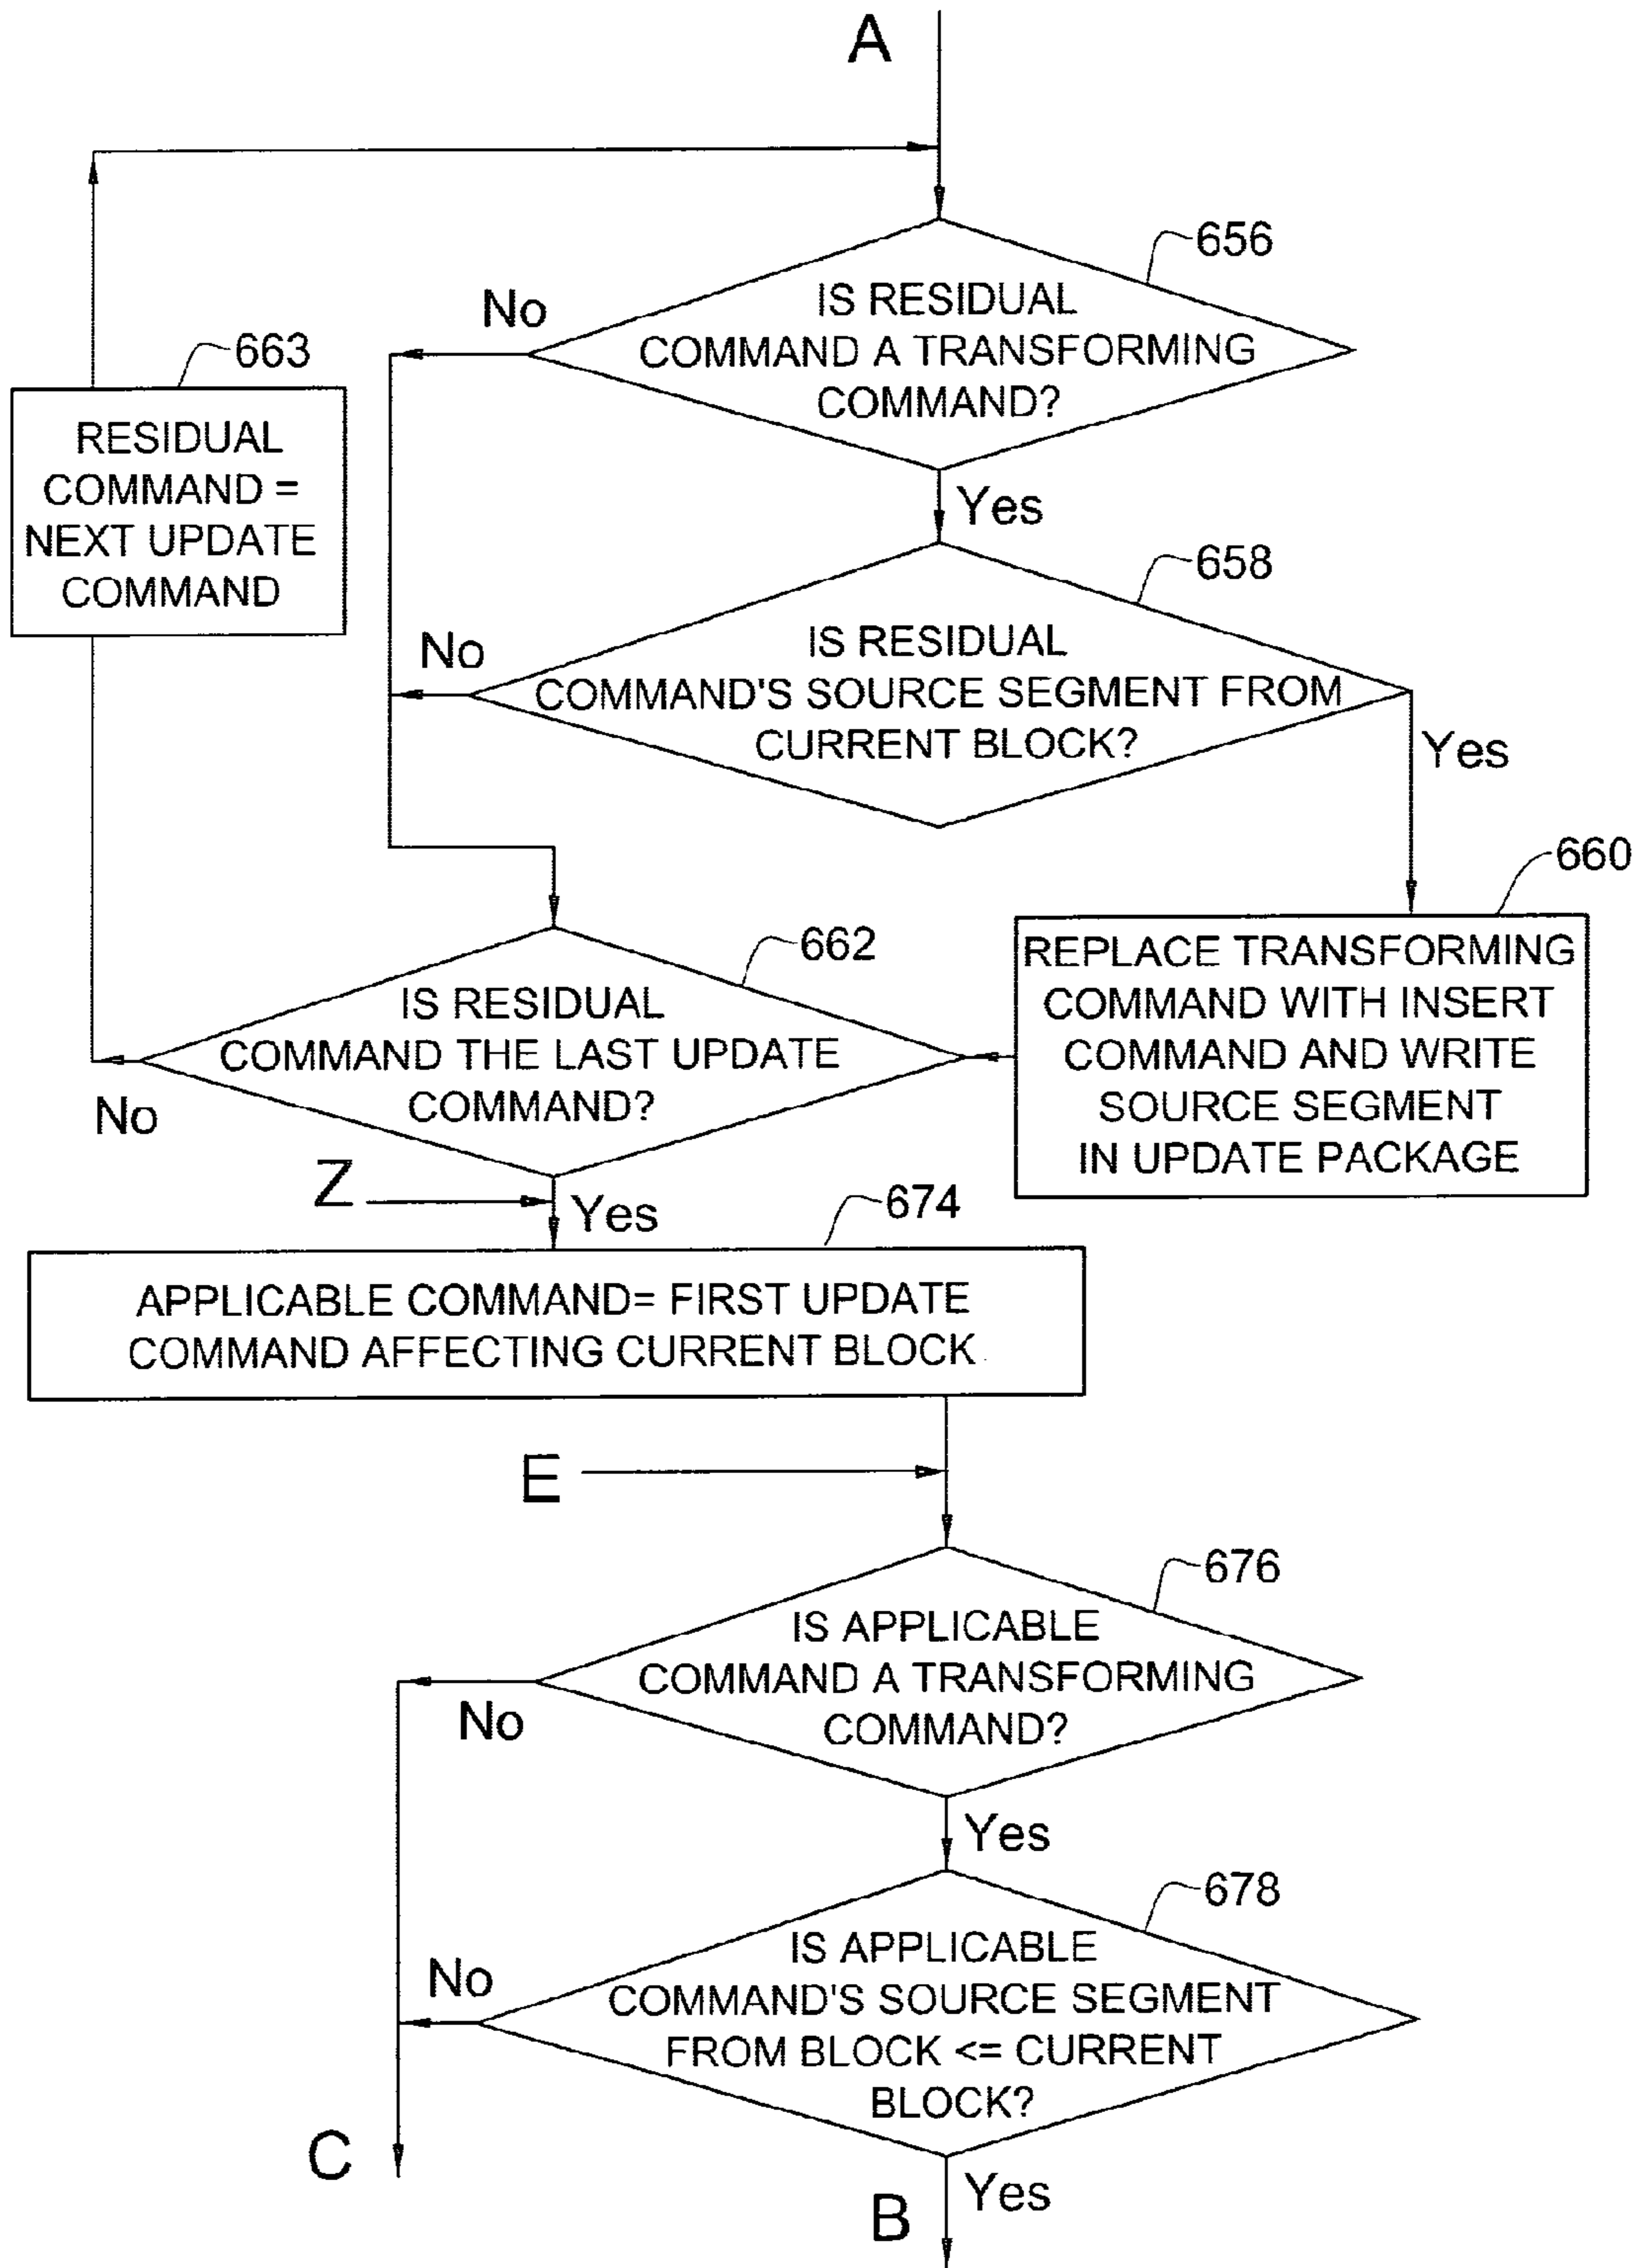 A
656
IS RESIDUAL
COMMAND A TRANSFORMING
COMMAND?
No
Yes
663
RESIDUAL
COMMAND =
NEXT UPDATE
COMMAND
658
IS RESIDUAL
COMMAND'S SOURCE SEGMENT FROM
CURRENT BLOCK?
No
Yes
660
REPLACE TRANSFORMING
COMMAND WITH INSERT
COMMAND AND WRITE
SOURCE SEGMENT
IN UPDATE PACKAGE
662
IS RESIDUAL
COMMAND THE LAST UPDATE
COMMAND?
No
Z
Yes
674
APPLICABLE COMMAND= FIRST UPDATE
COMMAND AFFECTING CURRENT BLOCK
E
676
IS APPLICABLE
COMMAND A TRANSFORMING
COMMAND?
No
Yes
678
IS APPLICABLE
COMMAND'S SOURCE SEGMENT
FROM BLOCK <= CURRENT
BLOCK?
No
C
Yes
B